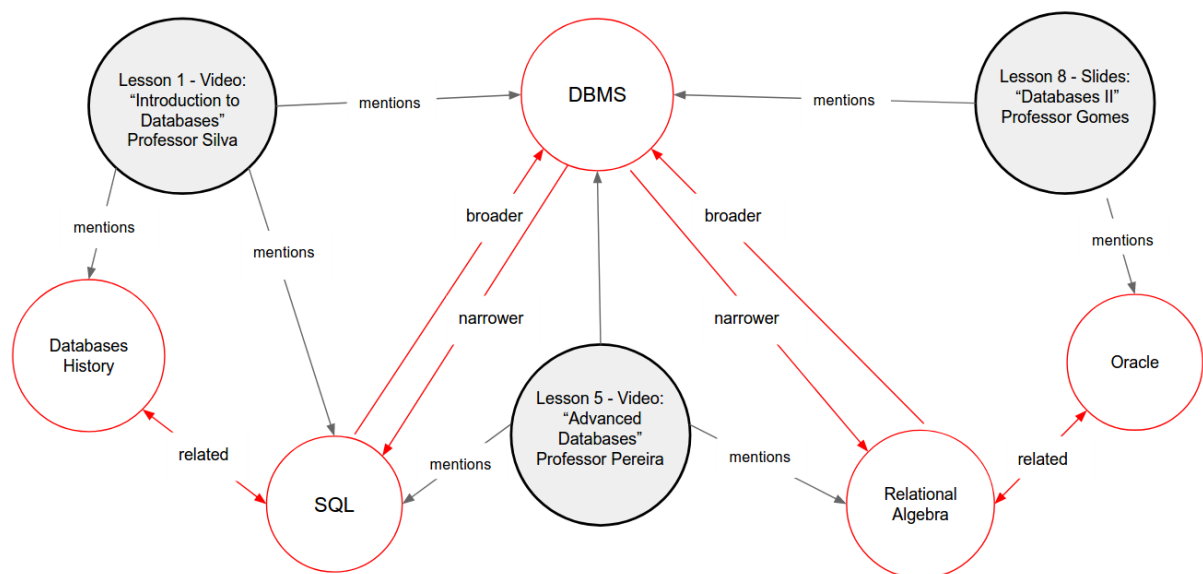 Lesson 1 - Video:
“Introduction to
Databases”
Professor Silva
mentions
DBMS
mentions
Lesson 8 - Slides:
“Databases II”
Professor Gomes
mentions
mentions
broader
broader
mentions
narrower
narrower
Databases
History
Oracle
Lesson 5 - Video:
“Advanced
Databases”
Professor Pereira
related
mentions
mentions
related
SQL
Relational
Algebra